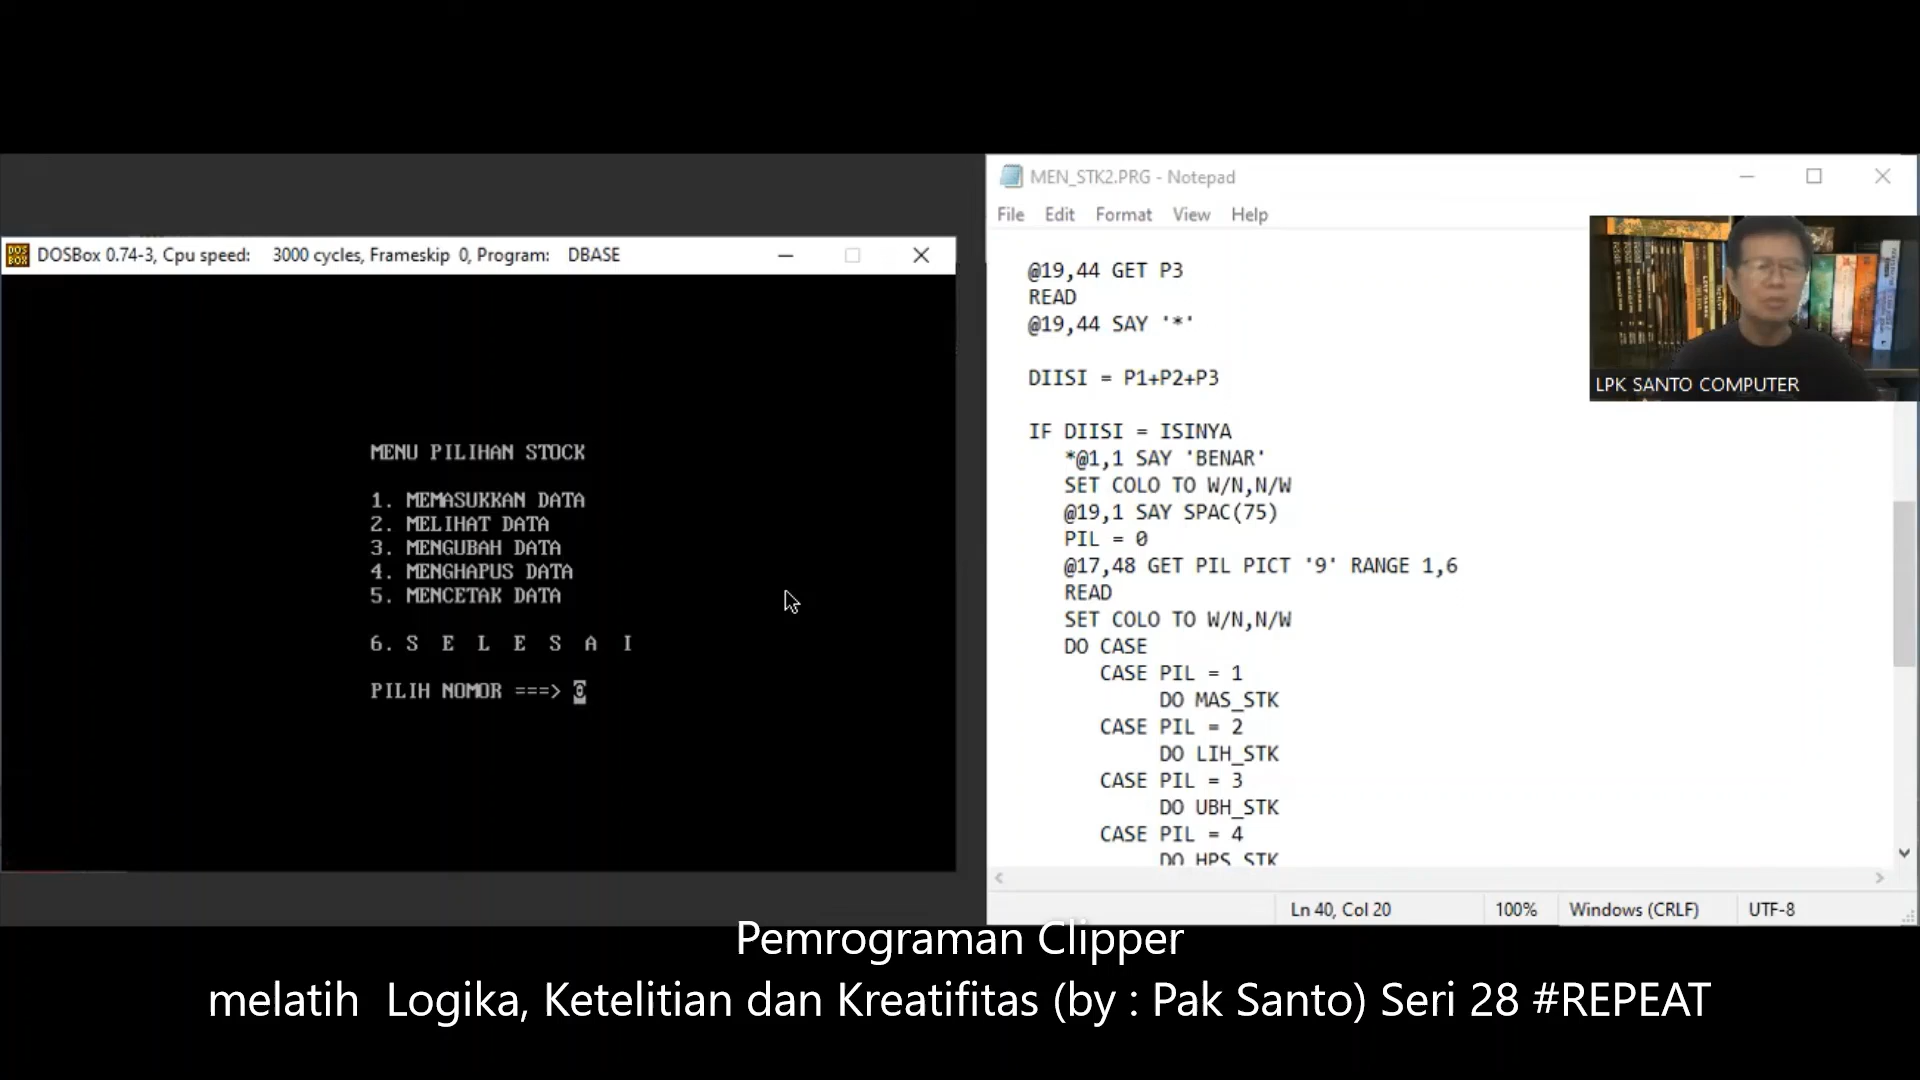 DOSBox 0.74-3, Cpu speed: 3000 cycles, Frameskip 0, Program: DBASE
MENU PILIHAN STOCK
1. MEMASUKKAN DATA
2. MELIHAT DATA
3. MENGUBAH DATA
4. MENGHAPUS DATA
5. MENCETAK DATA
6. S E L E S A I
PILIH NOMOR ===> 0
MEN_STK2.PRG - Notepad
File Edit Format View Help
@19,44 GET P3
READ
@19,44 SAY '*'
DIISI = P1+P2+P3
IF DIISI = ISINYA
*@1,1 SAY 'BENAR'
SET COLO TO W/N,N/W
@19,1 SAY SPAC(75)
PIL = 0
@17,48 GET PIL PICT '9' RANGE 1,6
READ
SET COLO TO W/N,N/W
DO CASE
CASE PIL = 1
DO MAS_STK
CASE PIL = 2
DO LIH_STK
CASE PIL = 3
DO UBH_STK
CASE PIL = 4
DO HPS_STK
Ln 40, Col 20 100% Windows (CRLF) UTF-8
LPK SANTO COMPUTER
Pemrograman Clipper
melatih Logika, Ketelitian dan Kreatifitas (by : Pak Santo) Seri 28 #REPEAT